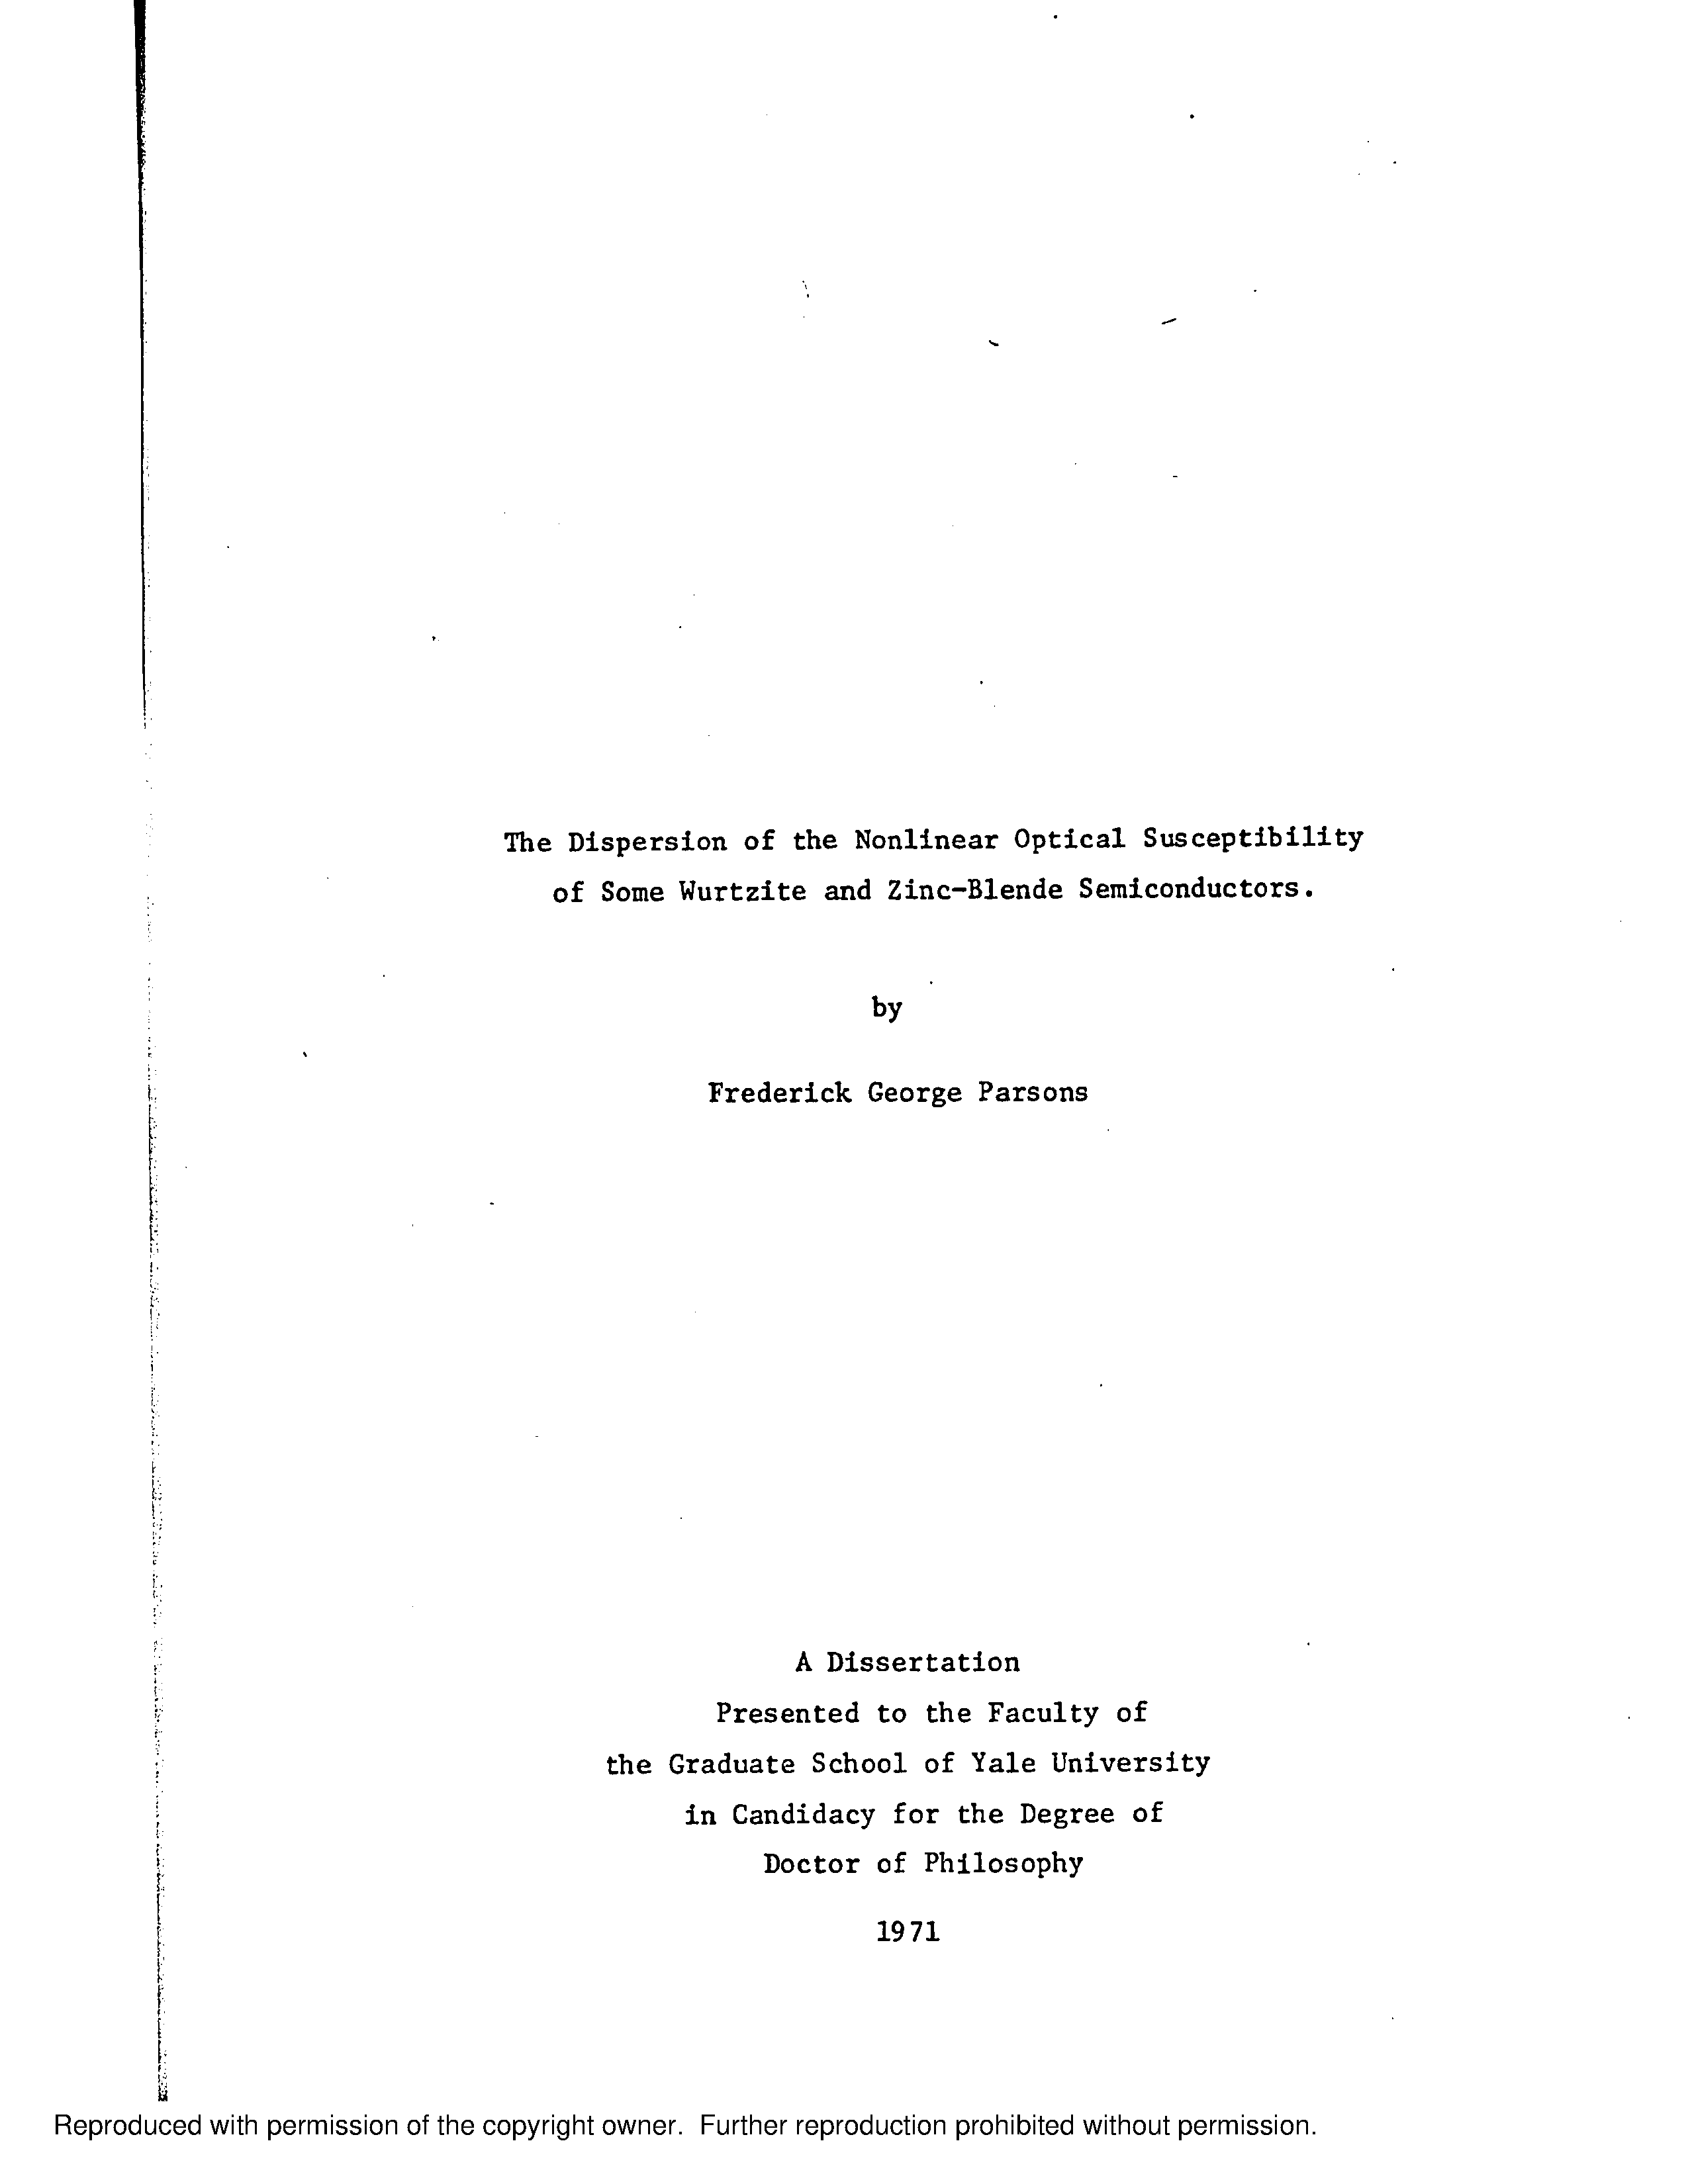 The Dispersion of the Nonlinear Optical Susceptibility
of Some Wurtzite and Zinc-Blende Semiconductors.
by
Frederick George Parsons
A Dissertation
Presented to the Faculty of
the Graduate School of Yale University
in Candidacy for the Degree of
Doctor of Philosophy
1971
Reproduced with permission of the copyright owner. Further reproduction prohibited without permission.